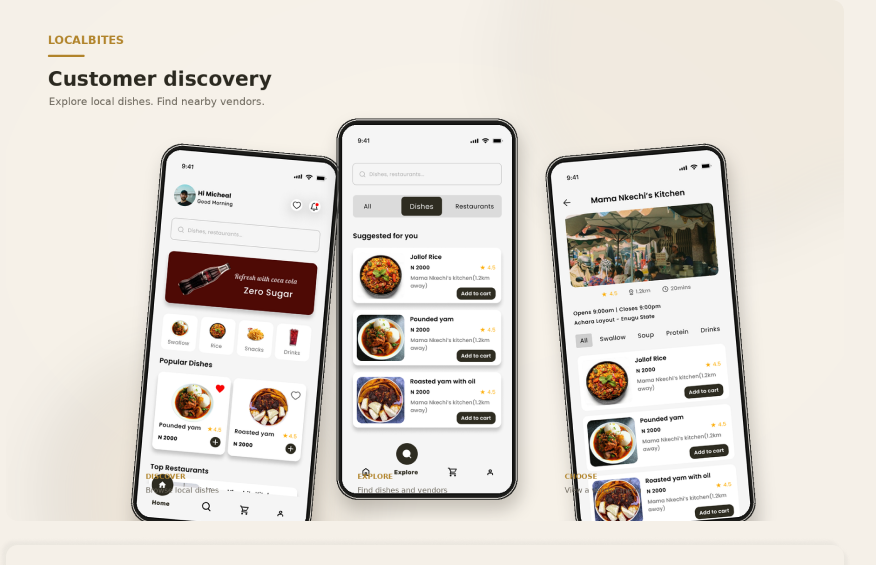 LOCALBITES
Customer discovery
Explore local dishes. Find nearby vendors.
9:41
Hi Micheal
Good Morning
Dishes, restaurants...
Refresh with coca cola
Zero Sugar
Swallow
Rice
Snacks
Drinks
Popular Dishes
Pounded yam
4.5
N 2000
Roasted yam
4.5
N 2000
Top Restaurants
DISCOVER
local dishes
Home
9:41
Dishes, restaurants...
All
Dishes
Restaurants
Suggested for you
Jollof Rice
N 2000
4.5
Mama Nkechi's kitchen(1.2km
away)
Add to cart
Pounded yam
N 2000
4.5
Mama Nkechi's kitchen(1.2km
away)
Add to cart
Roasted yam with oil
N 2000
4.5
Mama Nkechi's kitchen(1.2km
away)
Add to cart
Explore
EXPLORE
Find dishes and vendors
9:41
Mama Nkechi's Kitchen
4.5
1.2km
20mins
Opens 9:00am | Closes 9:00pm
Achara Layout - Enugu State
All
Swallow
Soup
Protein
Drinks
Jollof Rice
N 2000
4.5
Mama Nkechi's kitchen(1.2km
away)
Add to cart
Pounded yam
N 2000
4.5
Mama Nkechi's kitchen(1.2km
away)
Add to cart
Roasted yam with oil
N 2000
4.5
Mama Nkechi's kitchen(1.2km
away)
Add to cart
CHOOSE
View a